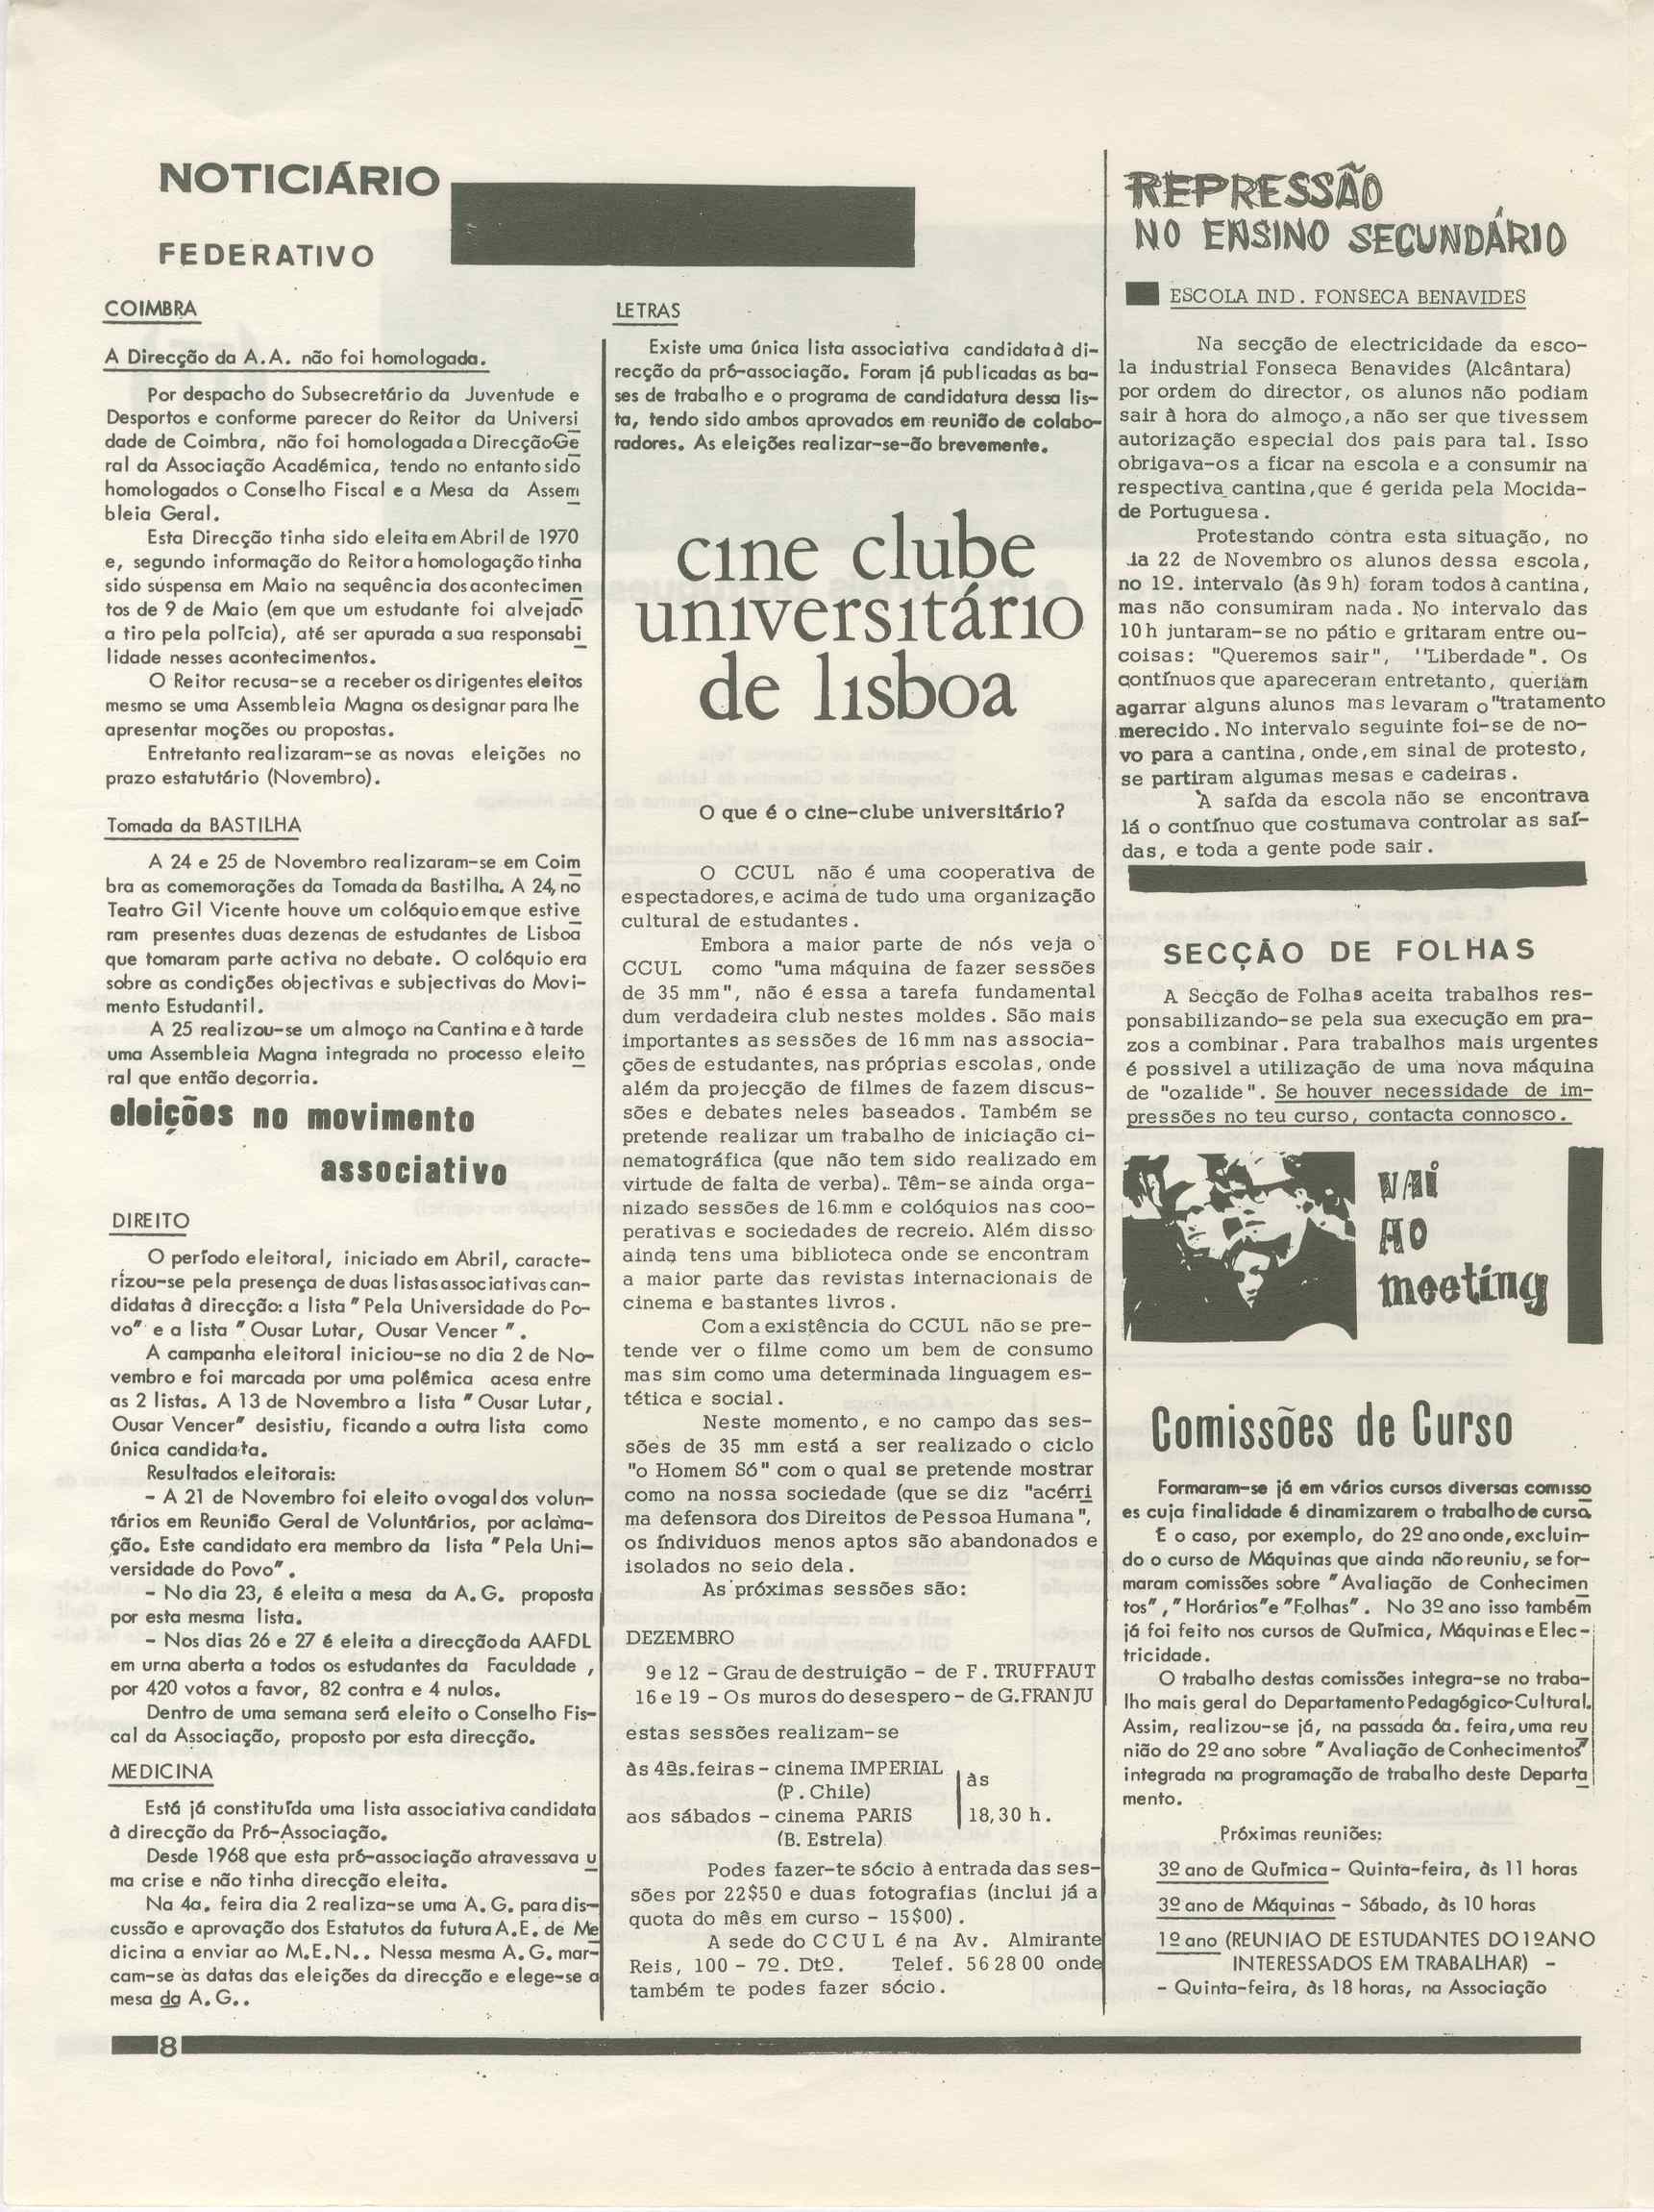 NOTICIÁRIO
FEDERATIVO
COIMBRA
A Direcção da A.A. não foi homologada.
Por despacho do Subsecretário da Juventude e
Desportos e conforme parecer do Reitor da Universi
dade de Coimbra, não foi homologada a Direcção Ge
ral da Associação Académica, tendo no entanto sido
homologados o Conselho Fiscal e a Mesa da Assem
bleia Geral.
Esta Direcção tinha sido eleita em Abril de 1970
e, segundo informação do Reitor a homologação tinha
sido suspensa em Maio na sequência dos acontecimen
tos de 9 de Maio (em que um estudante foi alvejado
a tiro pela polícia), até ser apurada a sua responsabi
lidade nesses acontecimentos.
O Reitor recusa-se a receber os dirigentes eleitos
mesmo se uma Assembleia Magna os designar para lhe
apresentar moções ou propostas.
Entretanto realizaram-se as novas eleições no
prazo estatutário (Novembro).
Tomada da BASTILHA
A 24 e 25 de Novembro realizaram-se em Coim
bra as comemorações da Tomada da Bastilha. A 24, no
Teatro Gil Vicente houve um colóquio em que estive
ram presentes duas dezenas de estudantes de Lisboa
que tomaram parte activa no debate. O colóquio era
sobre as condições objectivas e subjectivas do Movi-
mento Estudantil.
A 25 realizou-se um almoço na Cantina e à tarde
uma Assembleia Magna integrada no processo eleito
ral que então decorria.
eleições no movimento
associativo
DIREITO
O período eleitoral, iniciado em Abril, caracte-
rizou-se pela presença de duas listas associativas can-
didatas à direcção: a lista "Pela Universidade do Po-
vo" e a lista "Ousar Lutar, Ousar Vencer ".
A campanha eleitoral iniciou-se no dia 2 de No-
vembro e foi marcada por uma polémica acesa entre
as 2 listas. A 13 de Novembro a lista "Ousar Lutar,
Ousar Vencer" desistiu, ficando a outra lista como
única candidata.
Resultados eleitorais:
- A 21 de Novembro foi eleito o vogal dos volun-
tários em Reunião Geral de Voluntários, por aclama-
ção. Este candidato era membro da lista "Pela Uni-
versidade do Povo".
- No dia 23, é eleita a mesa da A.G. proposta
por esta mesma lista.
- Nos dias 26 e 27 é eleita a direcção da AAFDL
em urna aberta a todos os estudantes da Faculdade ,
por 420 votos a favor, 82 contra e 4 nulos.
Dentro de uma semana será eleito o Conselho Fis-
cal da Associação, proposto por esta direcção.
MEDICINA
Está já constituída uma lista associativa candidata
à direcção da Pró-Associação.
Desde 1968 que esta pró-associação atravessava u
ma crise e não tinha direcção eleita.
Na 4a. feira dia 2 realiza-se uma A.G. para dis-
cussão e aprovação dos Estatutos da futura A.E. de Me
dicina a enviar ao M.E.N.. Nessa mesma A.G. mar-
cam-se às datas das eleições da direcção e elege-se a
mesa da A.G..
LETRAS
Existe uma única lista associativa candidata à di-
recção da pró-associação. Foram já publicadas as ba-
ses de trabalho e o programa de candidatura dessa lis-
ta, tendo sido ambos aprovados em reunião de colabo-
radores. As eleições realizar-se-ão brevemente.
cine clube
universitário
de lisboa
O que é o cine-clube universitário?
O CCUL não é uma cooperativa de
espectadores, e acima de tudo uma organização
cultural de estudantes.
Embora a maior parte de nós veja o
CCUL como "uma máquina de fazer sessões
de 35 mm", não é essa a tarefa fundamental
dum verdadeira club nestes moldes. São mais
importantes as sessões de 16 mm nas associa-
ções de estudantes, nas próprias escolas, onde
além da projecção de filmes de fazem discus-
sões e debates neles baseados. Também se
pretende realizar um trabalho de iniciação ci-
nematográfica (que não tem sido realizado em
virtude de falta de verba).. Têm-se ainda orga-
nizado sessões de 16 mm e colóquios nas coo-
perativas e sociedades de recreio. Além disso
ainda tens uma biblioteca onde se encontram
a maior parte das revistas internacionais de
cinema e bastantes livros.
Com a existência do CCUL não se pre-
tende ver o filme como um bem de consumo
mas sim como uma determinada linguagem es-
tética e social.
Neste momento, e no campo das ses-
sões de 35 mm está a ser realizado o ciclo
"o Homem Só" com o qual se pretende mostrar
como na nossa sociedade (que se diz "acérri
ma defensora dos Direitos de Pessoa Humana",
os índividuos menos aptos são abandonados e
isolados no seio dela.
As próximas sessões são:
DEZEMBRO
9 e 12 - Grau de destruição - de F. TRUFFAUT
16 e 19 - Os muros do desespero - de G.FRANJU
estas sessões realizam-se
às 4ªs.feiras - cinema IMPERIAL
(P. Chile)
aos sábados - cinema PARIS
(B. Estrela)
às
18,30 h.
Podes fazer-te sócio à entrada das ses-
sões por 22$50 e duas fotografias (inclui já a
quota do mês em curso - 15$00).
A sede do CCUL é na Av. Almirante
Reis, 100 - 7º. Dtº. Telef. 56 28 00 onde
também te podes fazer sócio.
REPRESSÃO
NO ENSINO SECUNDÁRIO
ESCOLA IND. FONSECA BENAVIDES
Na secção de electricidade da esco-
la industrial Fonseca Benavides (Alcântara)
por ordem do director, os alunos não podiam
sair à hora do almoço, a não ser que tivessem
autorização especial dos pais para tal. Isso
obrigava-os a ficar na escola e a consumir na
respectiva cantina, que é gerida pela Mocida-
de Portuguesa.
Protestando contra esta situação, no
ia 22 de Novembro os alunos dessa escola,
no 1º. intervalo (às 9 h) foram todos à cantina,
mas não consumiram nada. No intervalo das
10 h juntaram-se no pátio e gritaram entre ou-
coisas: "Queremos sair", "Liberdade". Os
contínuos que apareceram entretanto, queriam
agarrar alguns alunos mas levaram o "tratamento
merecido. No intervalo seguinte foi-se de no-
vo para a cantina, onde, em sinal de protesto,
se partiram algumas mesas e cadeiras.
À saída da escola não se encontrava
lá o contínuo que costumava controlar as saí-
das, e toda a gente pode sair.
SECÇÃO DE FOLHAS
A Secção de Folhas aceita trabalhos res-
ponsabilizando-se pela sua execução em pra-
zos a combinar. Para trabalhos mais urgentes
é possivel a utilização de uma nova máquina
de "ozalide". Se houver necessidade de im-
pressões no teu curso, contacta connosco.
VAI
AO
meeting
Comissões de Curso
Formaram-se já em vários cursos diversas comisso
es cuja finalidade é dinamizarem o trabalho de curso.
E o caso, por exemplo, do 2º ano onde, excluin-
do o curso de Máquinas que ainda não reuniu, se for-
maram comissões sobre "Avaliação de Conhecimen
tos", "Horários" e "Folhas". No 3º ano isso também
já foi feito nos cursos de Química, Máquinas e Elec-
tricidade.
O trabalho destas comissões integra-se no traba-
lho mais geral do Departamento Pedagógico-Cultural.
Assim, realizou-se já, na passada 6a. feira, uma reu
nião do 2º ano sobre "Avaliação de Conhecimentos"
integrada na programação de trabalho deste Departa
mento.
Próximas reuniões:
3º ano de Química - Quinta-feira, às 11 horas
3º ano de Máquinas - Sábado, às 10 horas
1º ano (REUNIAO DE ESTUDANTES DO 1º ANO
INTERESSADOS EM TRABALHAR) -
- Quinta-feira, às 18 horas, na Associação
8